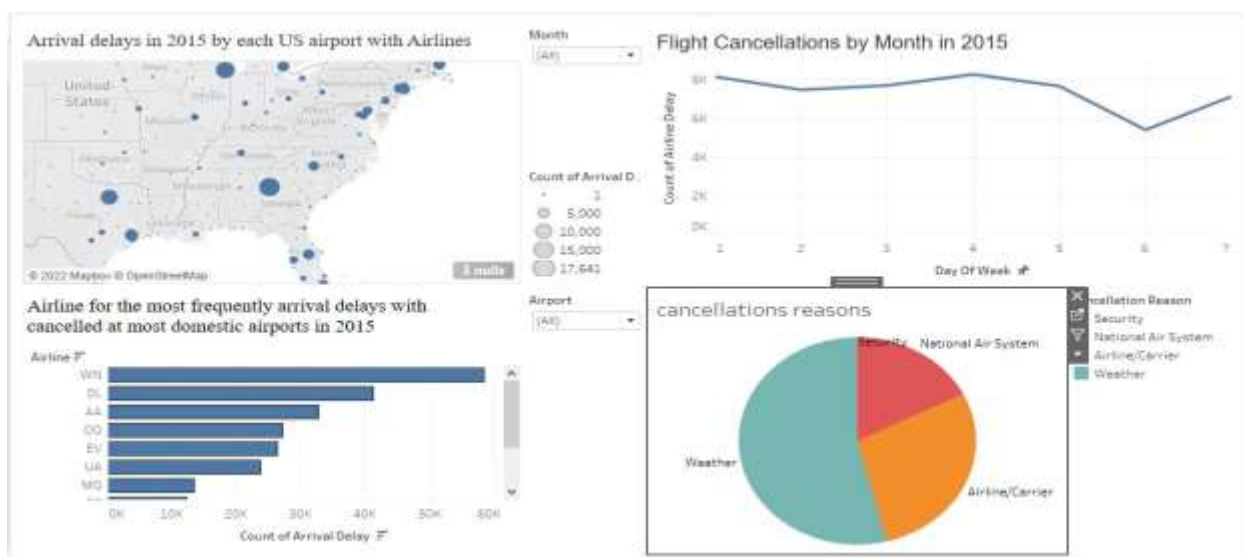 Arrival delays in 2015 by each US airport with Airlines
United
States
© 2022 Mapbox © OpenStreetMap
3 nulls
Month
(All)
Count of Arrival D..
1
5,000
10,000
15,000
17,641
Airport
(All)
Flight Cancellations by Month in 2015
Count of Airline Delay
8K
6K
4K
2K
0K
1 2 3 4 5 6 7
Day Of Week
Airline for the most frequently arrival delays with
cancelled at most domestic airports in 2015
Airline
WN
DL
AA
OO
EV
UA
MQ
0K 10K 20K 30K 40K 50K 60K
Count of Arrival Delay
cancellations reasons
Security National Air System
Weather
Airline/Carrier
ncellation Reason
Security
National Air System
Airline/Carrier
Weather